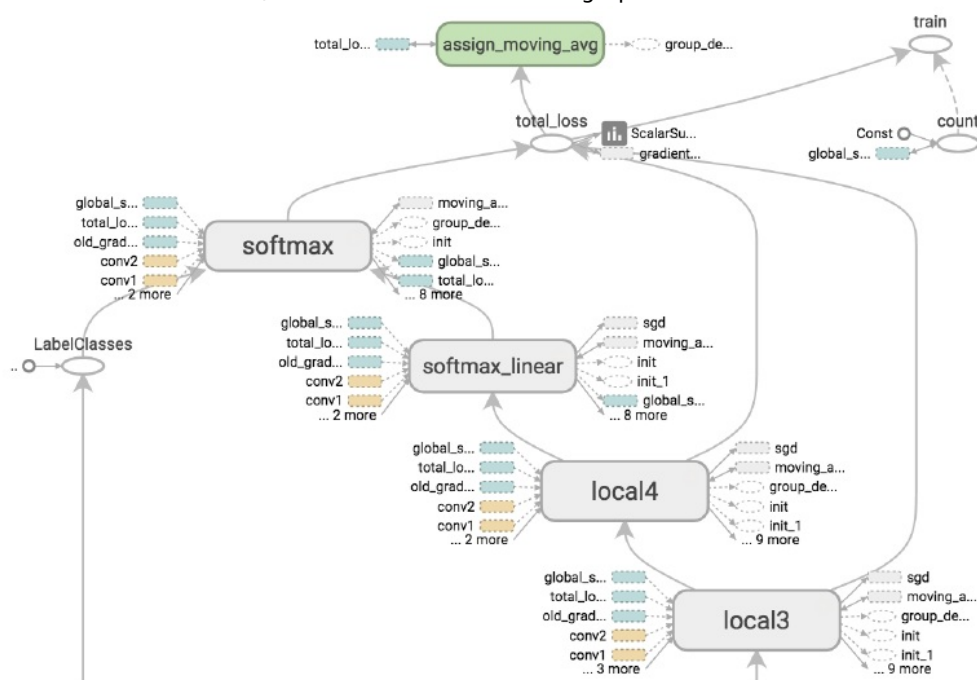 train
total_lo...
assign_moving_avg
group_de...
total_loss
ScalarSu...
gradient...
Const
count
global_s...
global_s...
total_lo...
old_grad...
conv2
conv1
... 2 more
softmax
moving_a...
group_de...
init
global_s...
total_lo...
... 8 more
LabelClasses
..
global_s...
total_lo...
old_grad...
conv2
conv1
... 2 more
softmax_linear
sgd
moving_a...
init
init_1
global_s...
... 8 more
global_s...
total_lo...
old_grad...
conv2
conv1
... 2 more
local4
sgd
moving_a...
group_de...
init
init_1
... 9 more
global_s...
total_lo...
old_grad...
conv2
conv1
... 3 more
local3
sgd
moving_a...
group_de...
init
init_1
... 9 more